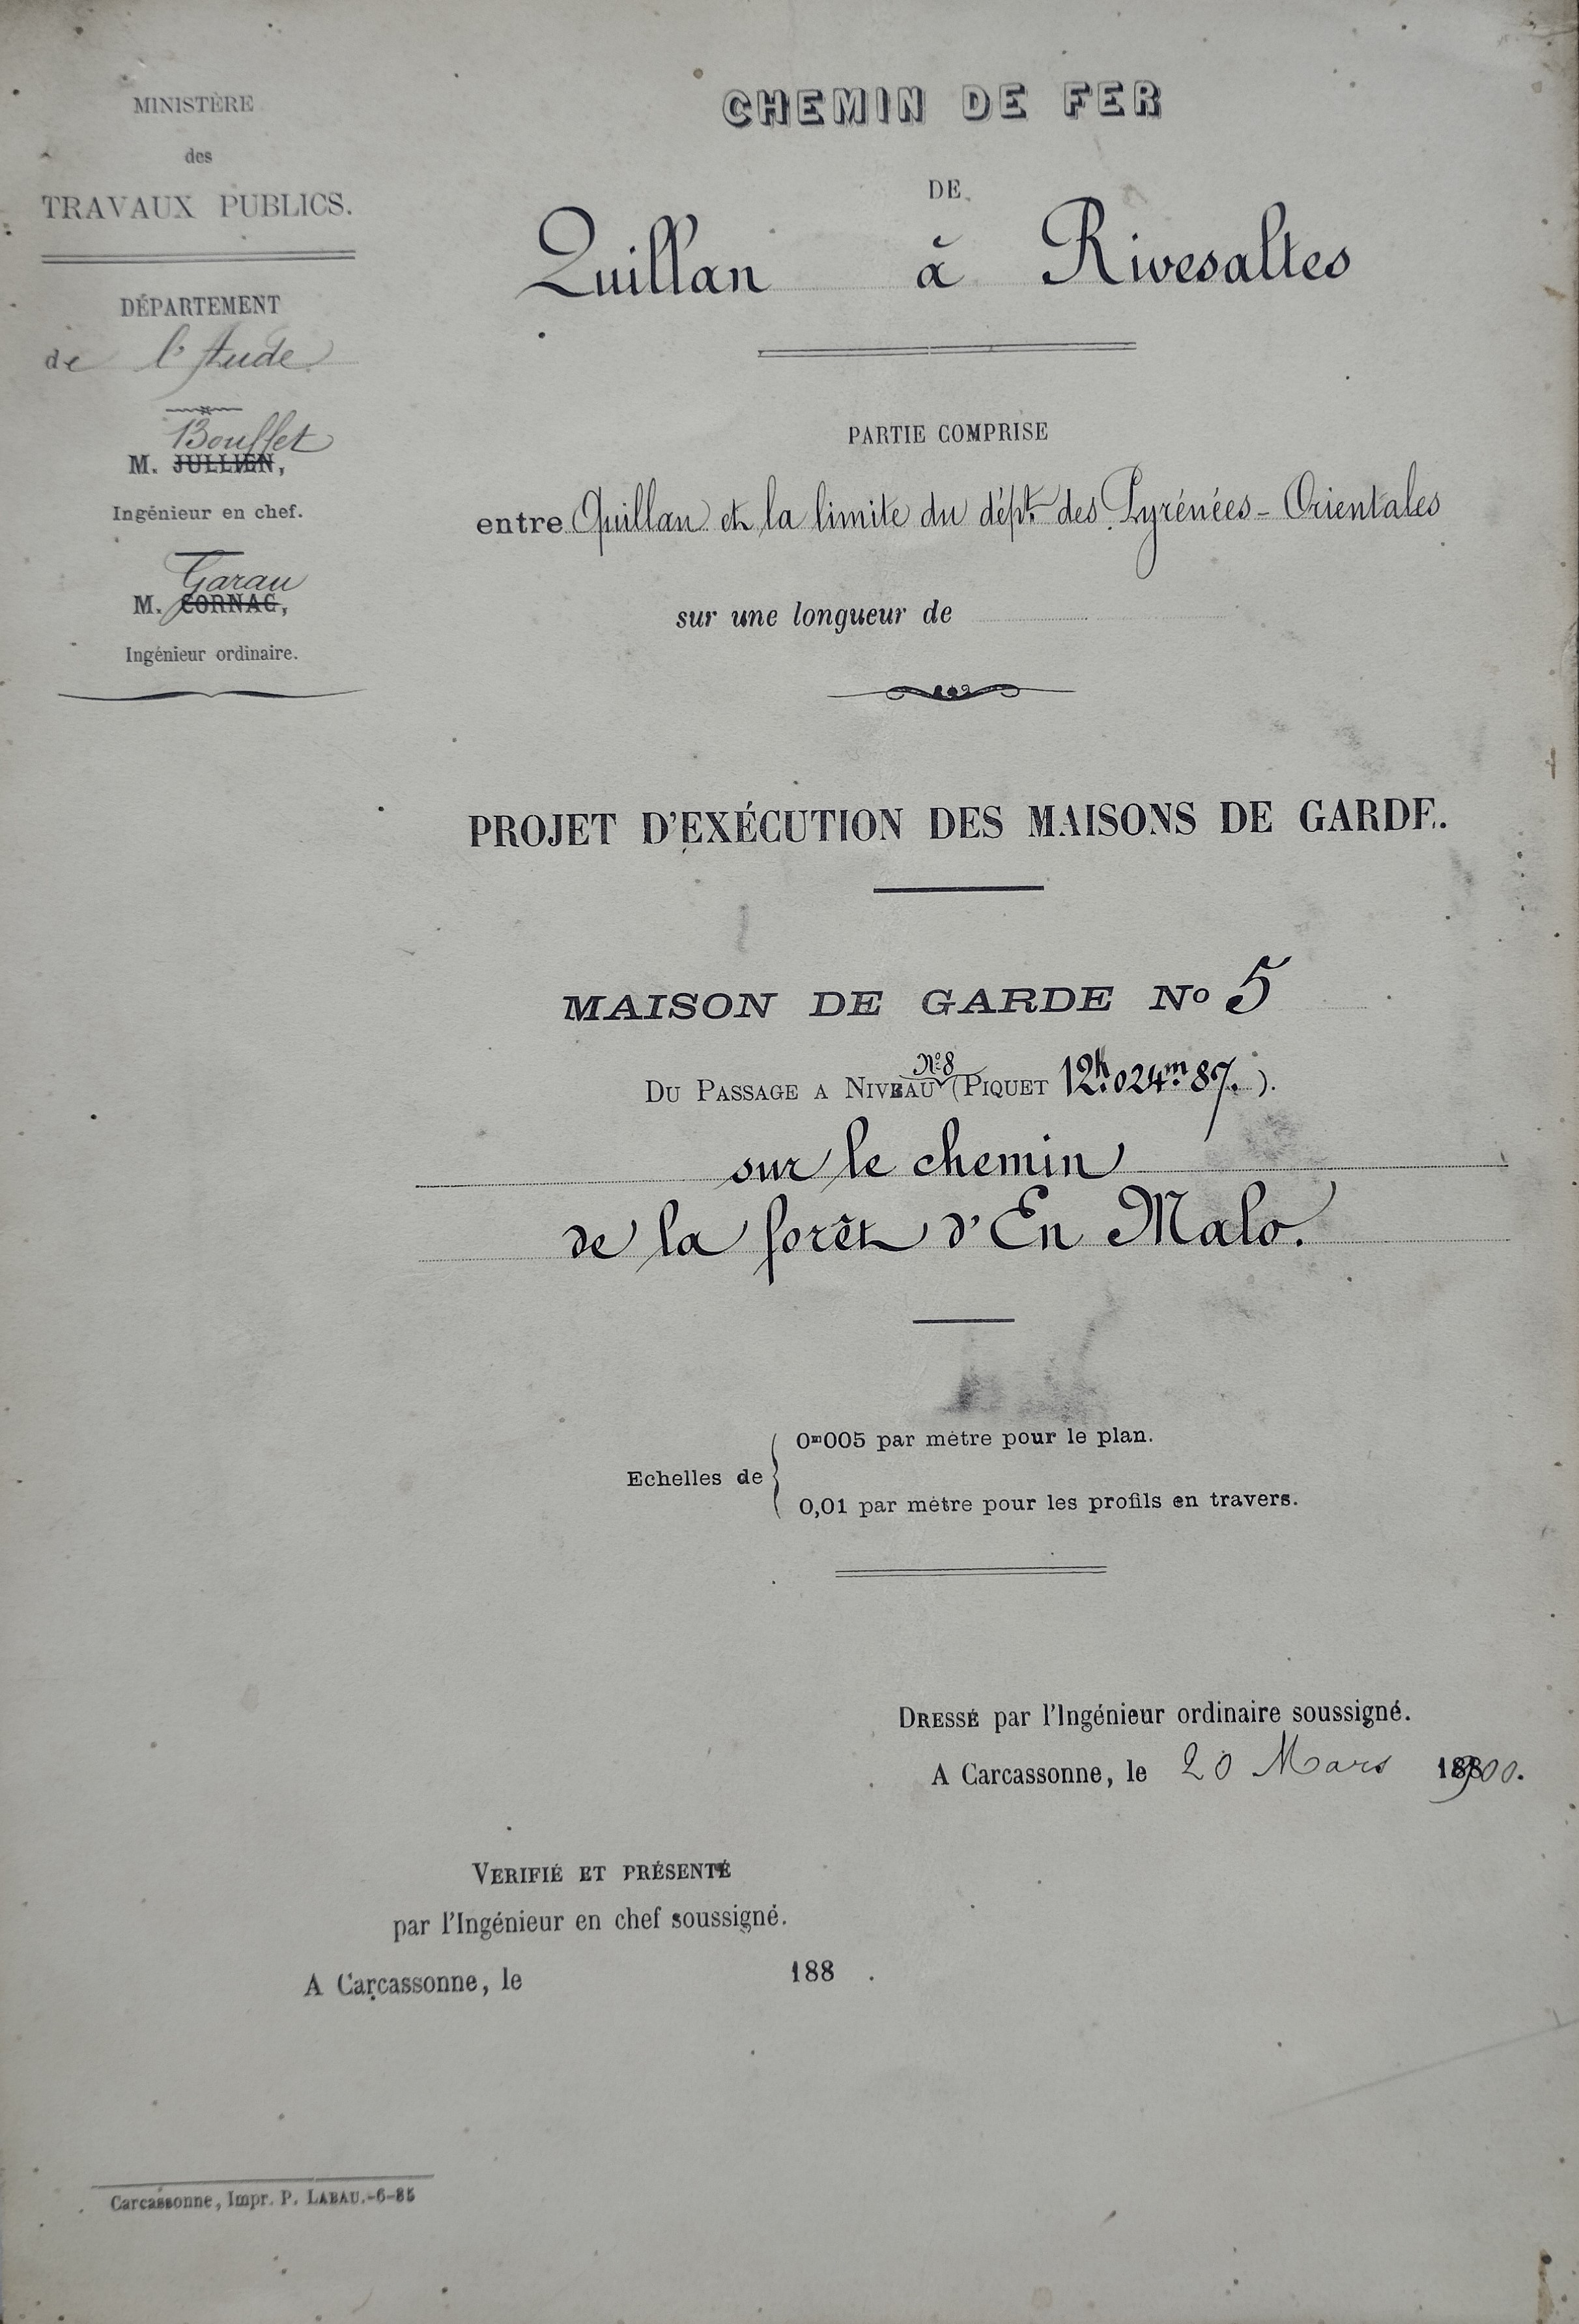 MINISTÈRE
des
TRAVAUX PUBLICS.
DÉPARTEMENT
de l'Aude
Bouffet
M. JULLIEN,
Ingénieur en chef.
Garau
M. CORNAC,
Ingénieur ordinaire.
CHEMIN DE FER
DE
Quillan à Rivesaltes
PARTIE COMPRISE
entre Quillan et la limite du dépt. des Pyrénées-Orientales
sur une longueur de
PROJET D'EXÉCUTION DES MAISONS DE GARDE.
MAISON DE GARDE No 5
N.º 8
DU PASSAGE A NIVEAU (PIQUET 12k.024m.87.).
sur le chemin
de la forêt d'En Malo.
Echelles de
0m005 par mètre pour le plan.
0,01 par mètre pour les profils en travers.
DRESSÉ par l'Ingénieur ordinaire soussigné.
A Carcassonne, le 20 Mars 1900.
VERIFIÉ ET PRÉSENTÉ
par l'Ingénieur en chef soussigné.
A Carcassonne, le 188 .
Carcassonne, Impr. P. LABAU.-6-85